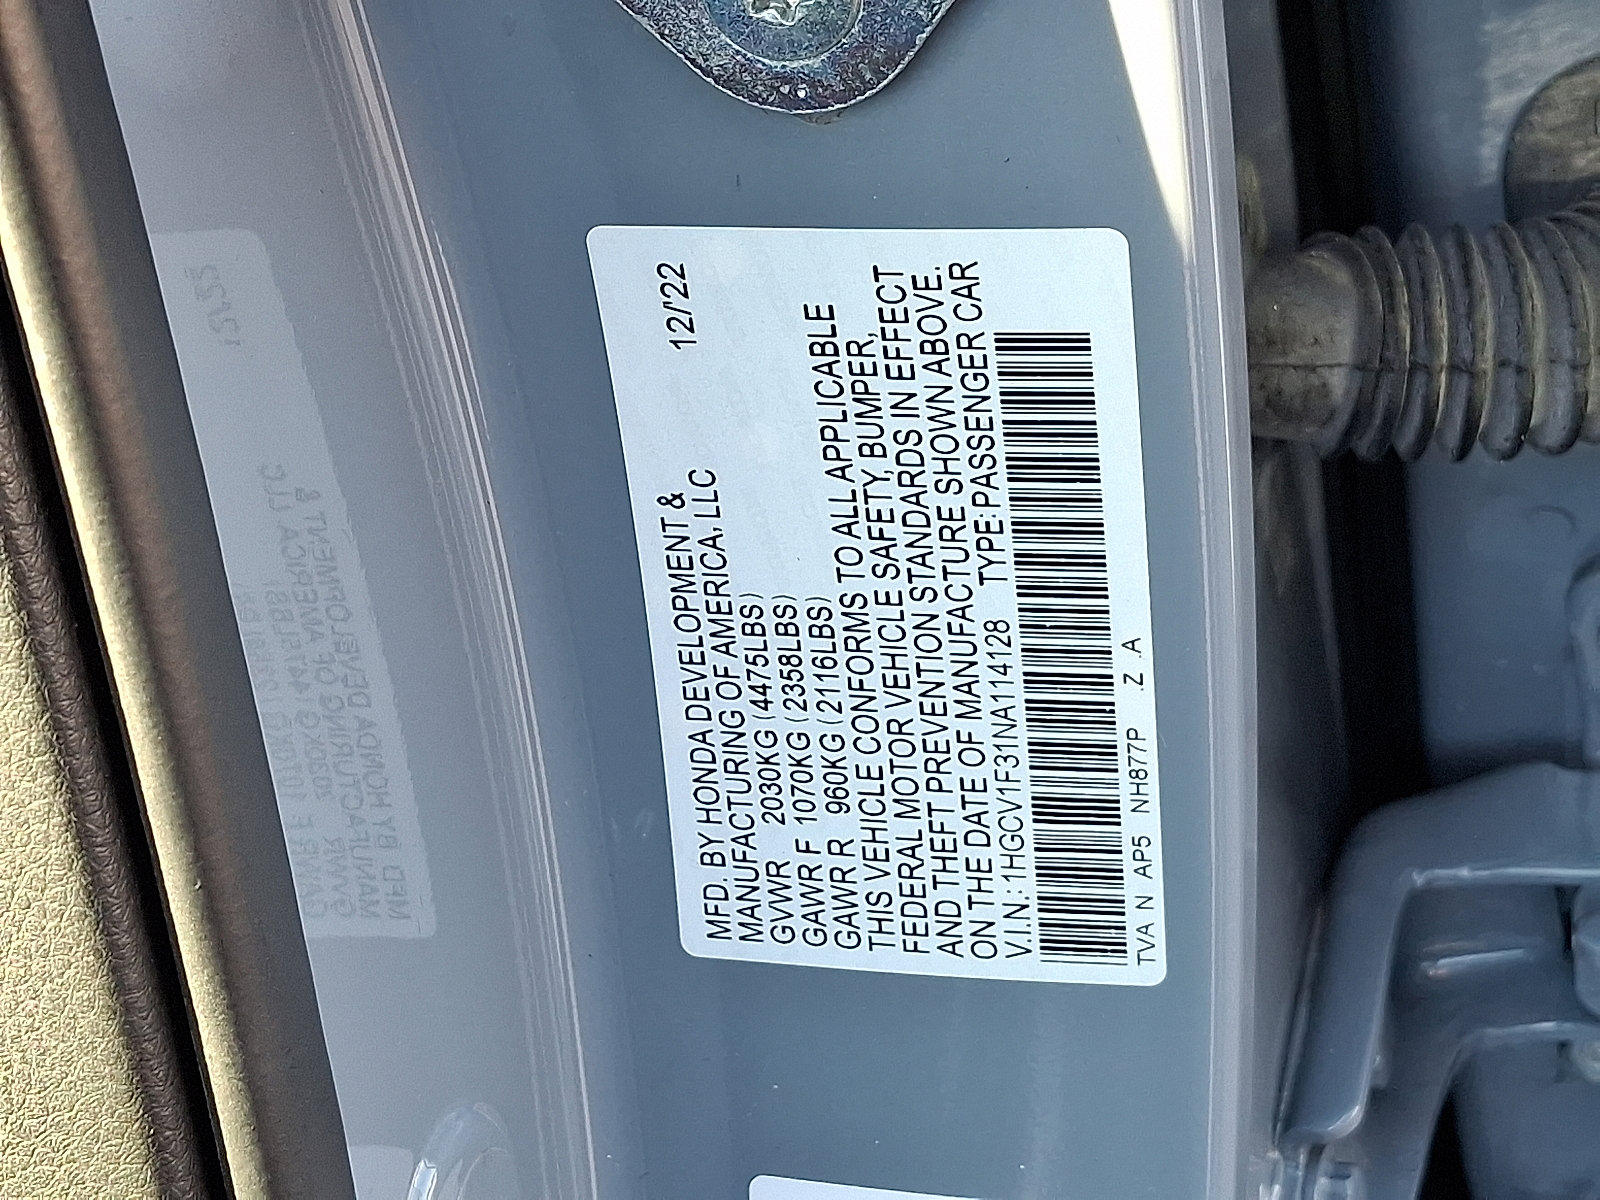 MFD. BY HONDA DEVELOPMENT & 12/'22
MANUFACTURING OF AMERICA, LLC
GVWR 2030KG (4475LBS)
GAWR F 1070KG (2358LBS)
GAWR R 960KG (2116LBS)
THIS VEHICLE CONFORMS TO ALL APPLICABLE
FEDERAL MOTOR VEHICLE SAFETY, BUMPER,
AND THEFT PREVENTION STANDARDS IN EFFECT
ON THE DATE OF MANUFACTURE SHOWN ABOVE.
V.I.N.: 1HGCV1F31NA114128 TYPE: PASSENGER CAR
TVA N AP5 NH877P .Z .A